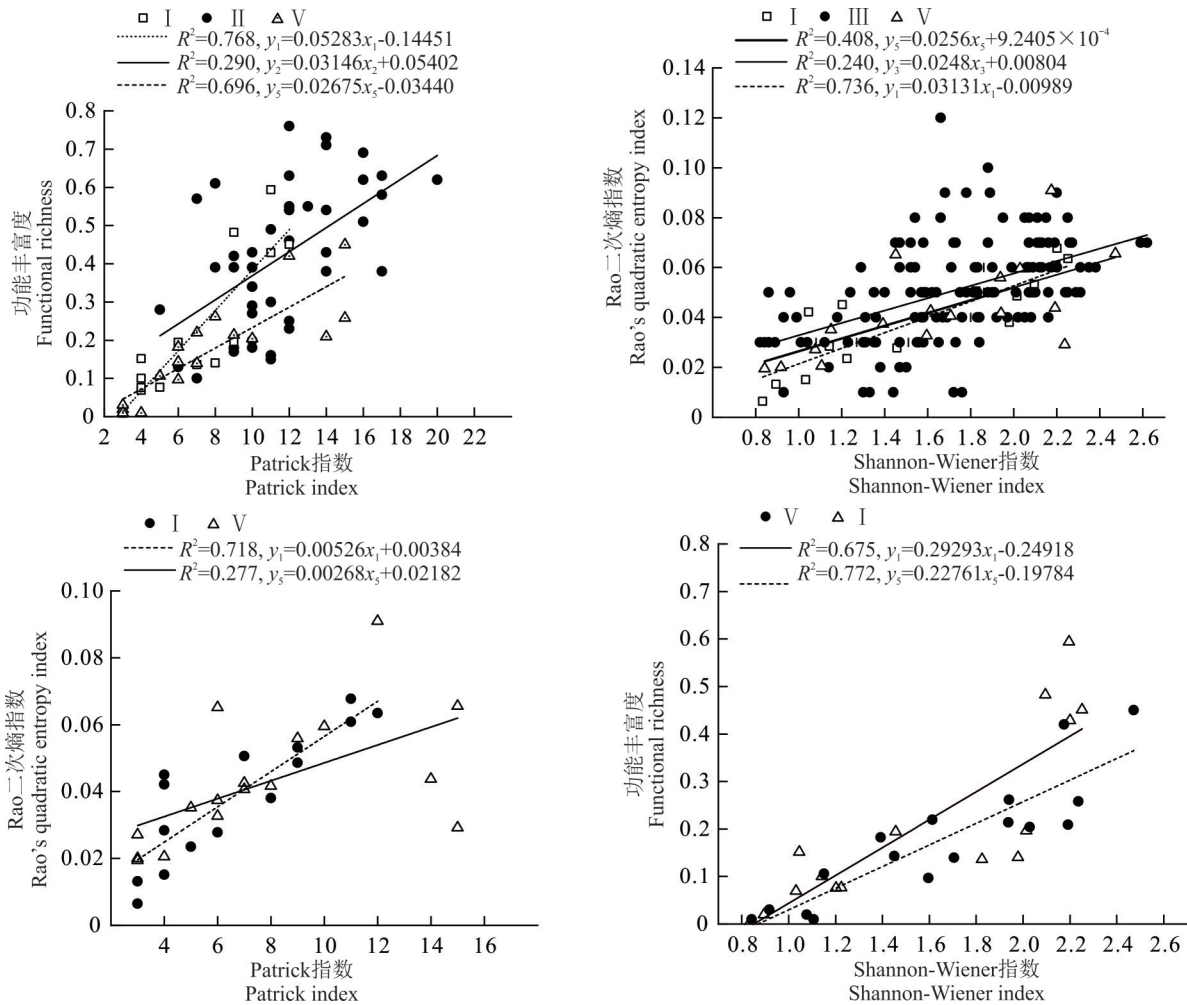 I II V
R²=0.768, y₁=0.05283x₁-0.14451
R²=0.290, y₂=0.03146x₂+0.05402
R²=0.696, y₅=0.02675x₅-0.03440
功能丰富度
Functional richness
0.8
0.7
0.6
0.5
0.4
0.3
0.2
0.1
0
2 4 6 8 10 12 14 16 18 20 22
Patrick指数
Patrick index
I III V
R²=0.408, y₅=0.0256x₅+9.2405×10⁻⁴
R²=0.240, y₃=0.0248x₃+0.00804
R²=0.736, y₁=0.03131x₁-0.00989
Rao二次熵指数
Rao's quadratic entropy index
0.14
0.12
0.10
0.08
0.06
0.04
0.02
0
0.6 0.8 1.0 1.2 1.4 1.6 1.8 2.0 2.2 2.4 2.6
Shannon-Wiener指数
Shannon-Wiener index
I V
R²=0.718, y₁=0.00526x₁+0.00384
R²=0.277, y₅=0.00268x₅+0.02182
Rao二次熵指数
Rao's quadratic entropy index
0.10
0.08
0.06
0.04
0.02
0
4 6 8 10 12 14 16
Patrick指数
Patrick index
V I
R²=0.675, y₁=0.29293x₁-0.24918
R²=0.772, y₅=0.22761x₅-0.19784
功能丰富度
Functional richness
0.8
0.7
0.6
0.5
0.4
0.3
0.2
0.1
0
0.6 0.8 1.0 1.2 1.4 1.6 1.8 2.0 2.2 2.4 2.6
Shannon-Wiener指数
Shannon-Wiener index